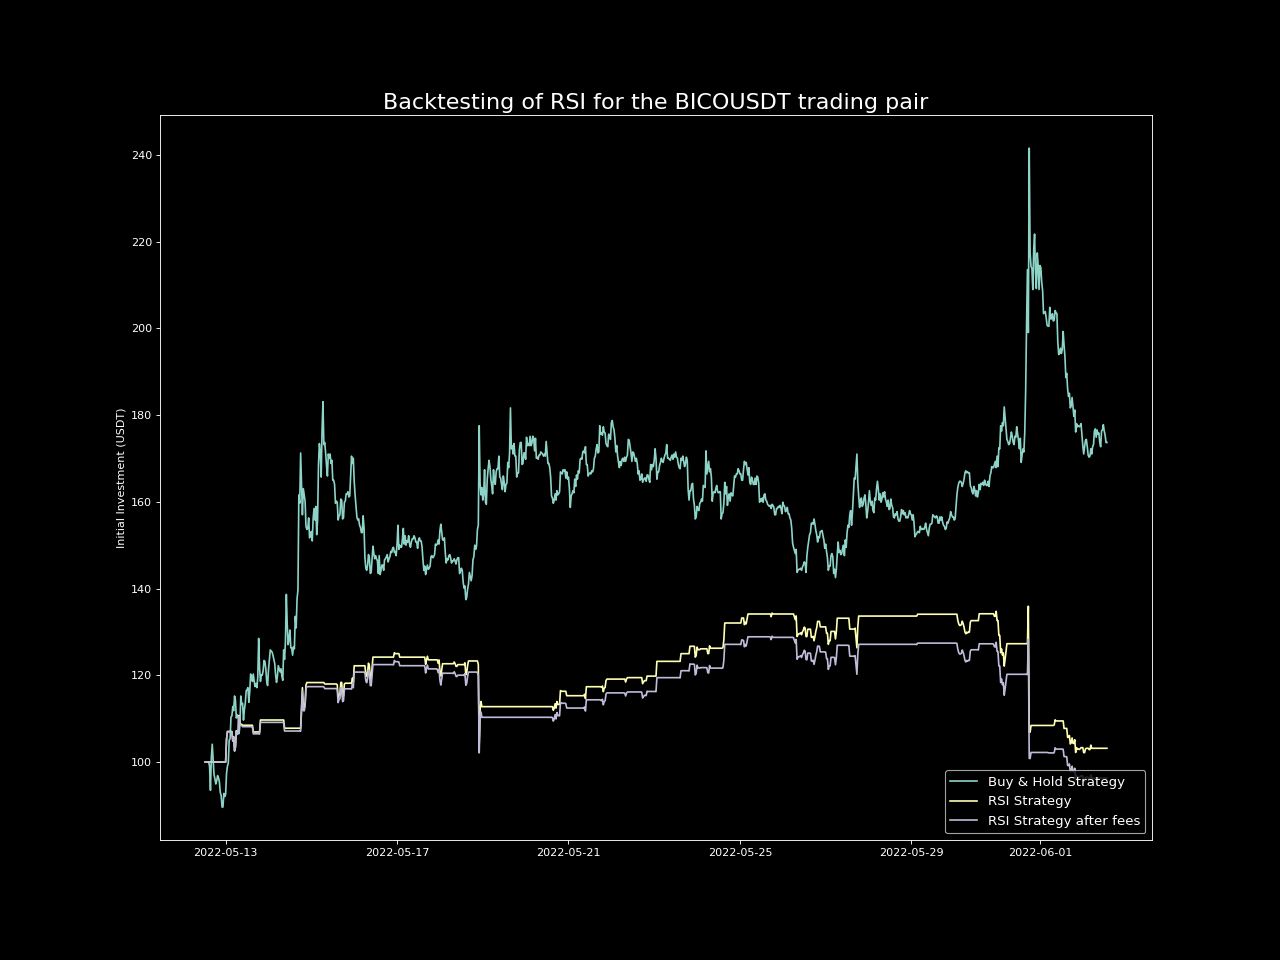 Backtesting of RSI for the BICOUSDT trading pair
Initial Investment (USDT)
240
220
200
180
160
140
120
100
2022-05-13
2022-05-17
2022-05-21
2022-05-25
2022-05-29
2022-06-01
Buy & Hold Strategy
RSI Strategy
RSI Strategy after fees